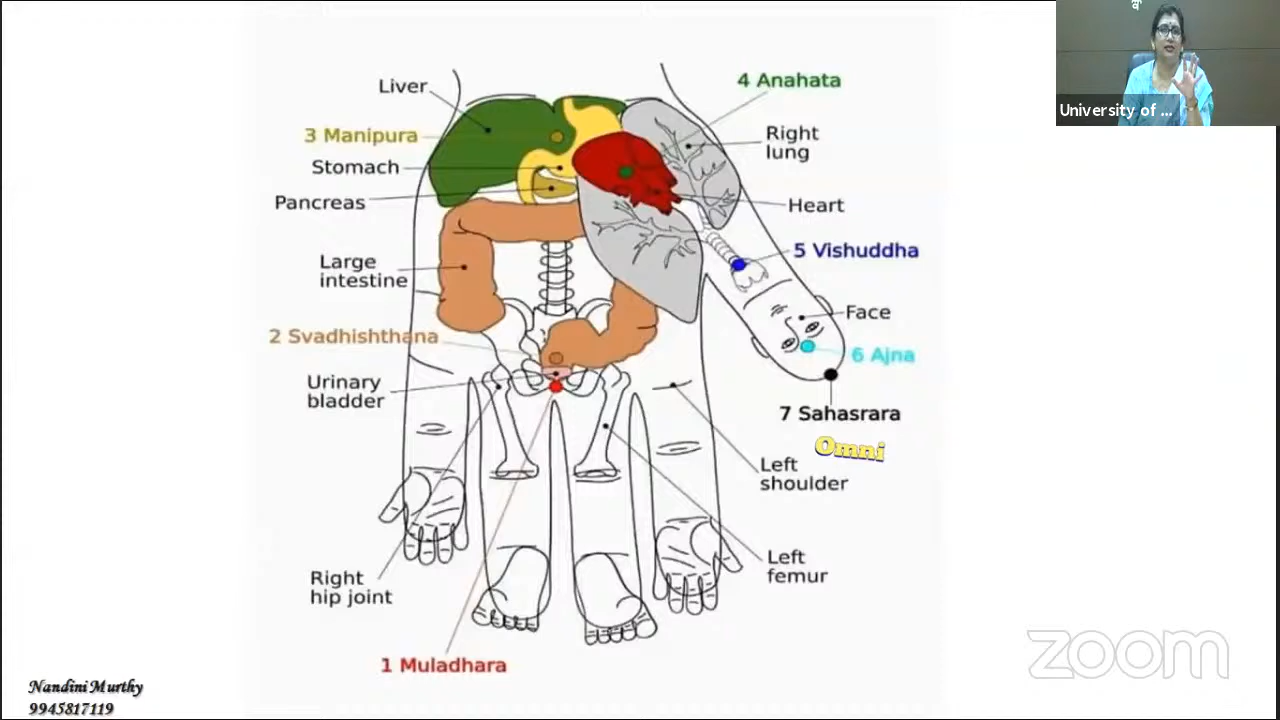 Liver
4 Anahata
3 Manipura
Right
lung
Stomach
Pancreas
Heart
5 Vishuddha
Large
intestine
Face
2 Svadhishthana
6 Ajna
Urinary
bladder
7 Sahasrara
Omni
Left
shoulder
Left
femur
Right
hip joint
1 Muladhara
Nandini Murthy
9945817119
University of ...
zoom